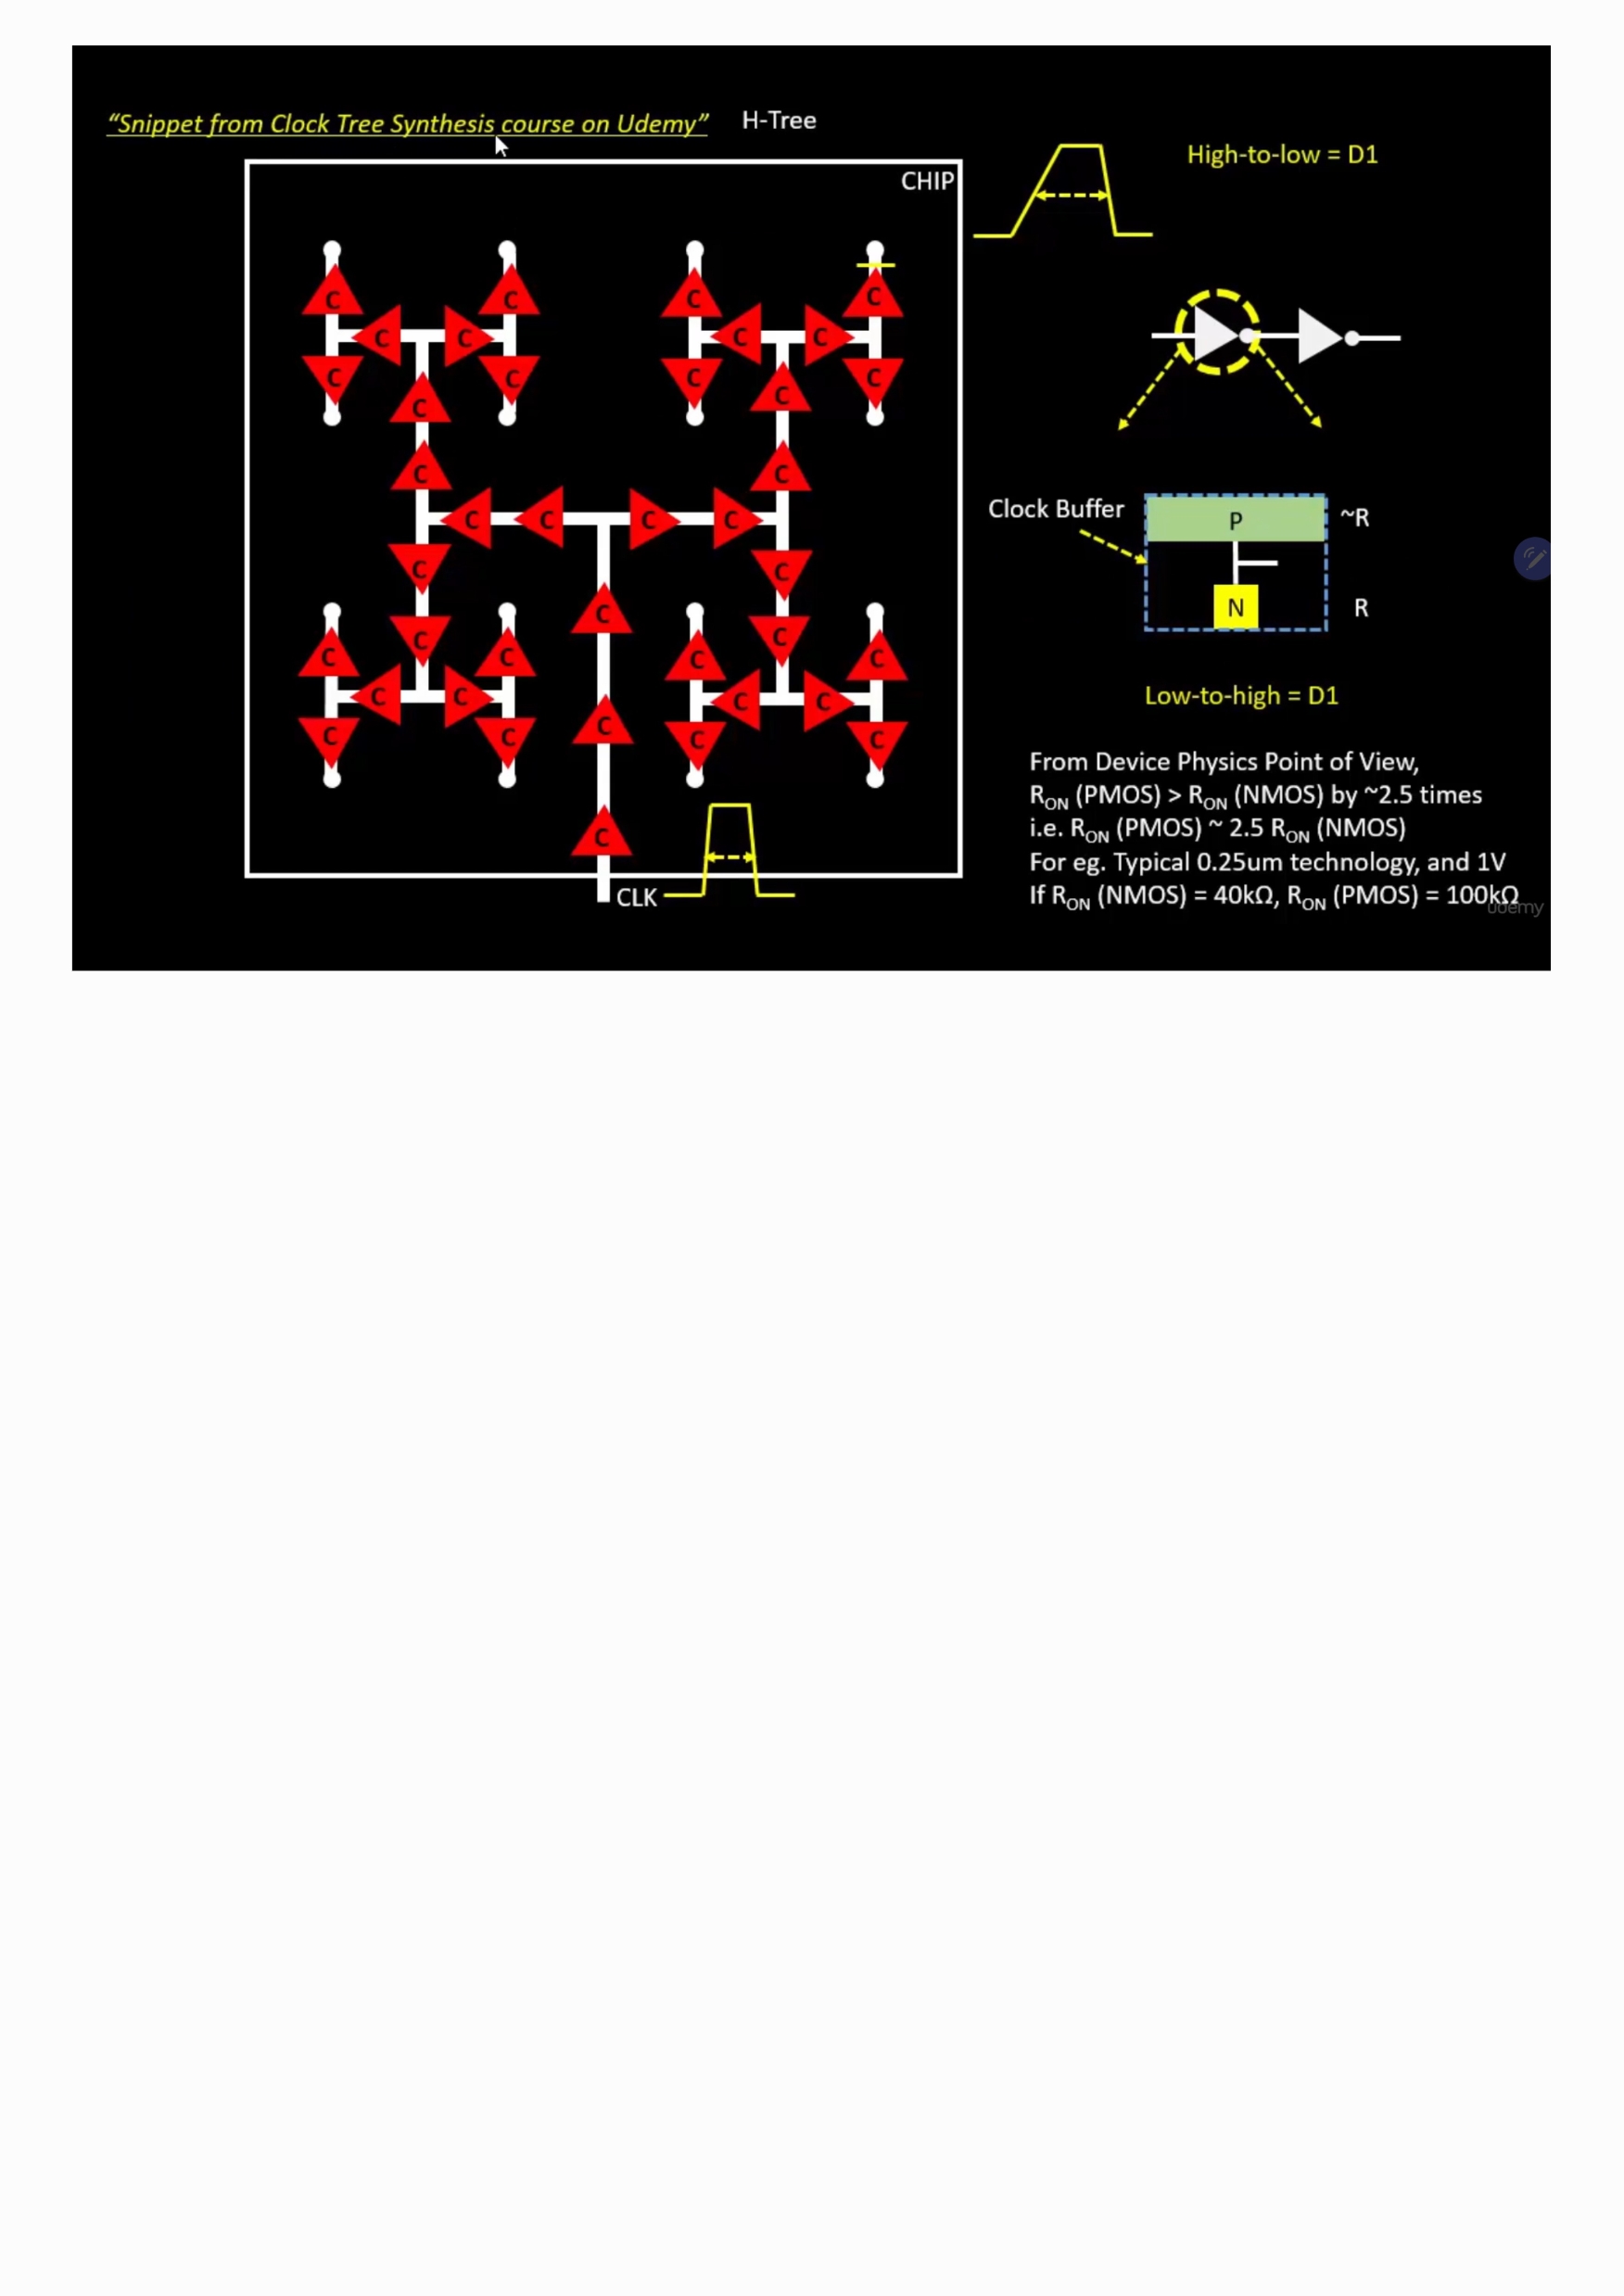 “Snippet from Clock Tree Synthesis course on Udemy”
H-Tree
CHIP
High-to-low = D1
C C C C
C C C C
C C C C
C C
C C
C C C C
C C
C C
C
C C C C
C C C C
C C C C
C
C
CLK
Clock Buffer
P
~R
N
R
Low-to-high = D1
From Device Physics Point of View,
RON (PMOS) > RON (NMOS) by ~2.5 times
i.e. RON (PMOS) ~ 2.5 RON (NMOS)
For eg. Typical 0.25um technology, and 1V
If RON (NMOS) = 40kΩ, RON (PMOS) = 100kΩ
ûdemy